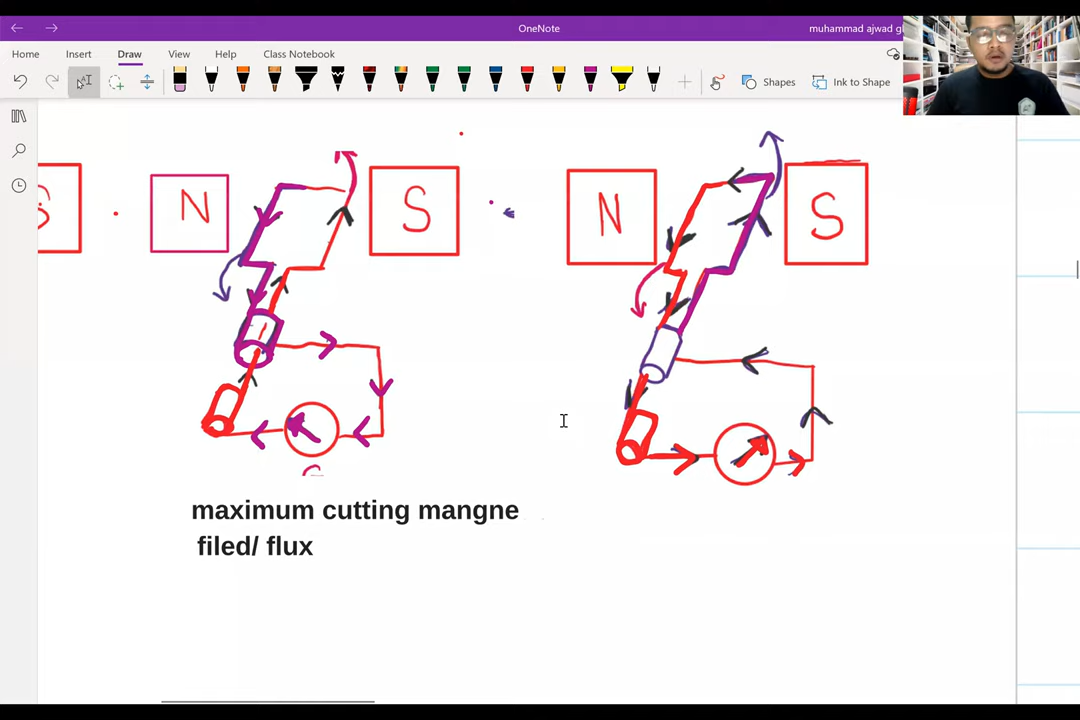 OneNote
muhammad ajwad gh
Home Insert Draw View Help Class Notebook
Shapes
Ink to Shape
S
N
S
N
S
maximum cutting mangne
filed/ flux